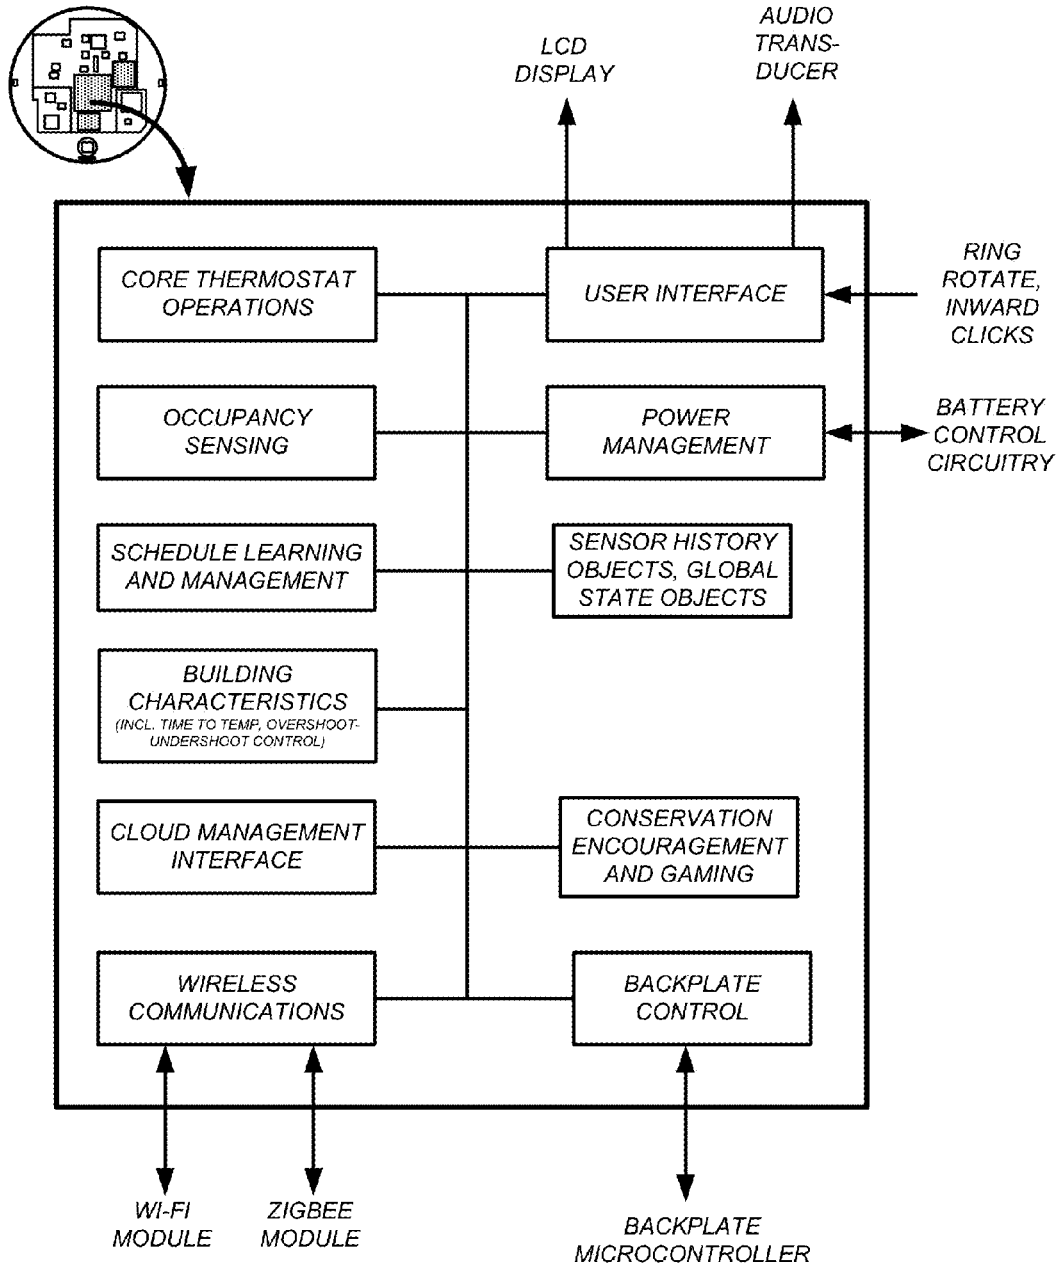 LCD
DISPLAY
AUDIO
TRANS-
DUCER
CORE THERMOSTAT
OPERATIONS
USER INTERFACE
RING
ROTATE,
INWARD
CLICKS
OCCUPANCY
SENSING
POWER
MANAGEMENT
BATTERY
CONTROL
CIRCUITRY
SCHEDULE LEARNING
AND MANAGEMENT
SENSOR HISTORY
OBJECTS, GLOBAL
STATE OBJECTS
BUILDING
CHARACTERISTICS
(INCL. TIME TO TEMP, OVERSHOOT-
UNDERSHOOT CONTROL)
CLOUD MANAGEMENT
INTERFACE
CONSERVATION
ENCOURAGEMENT
AND GAMING
WIRELESS
COMMUNICATIONS
BACKPLATE
CONTROL
WI-FI
MODULE
ZIGBEE
MODULE
BACKPLATE
MICROCONTROLLER